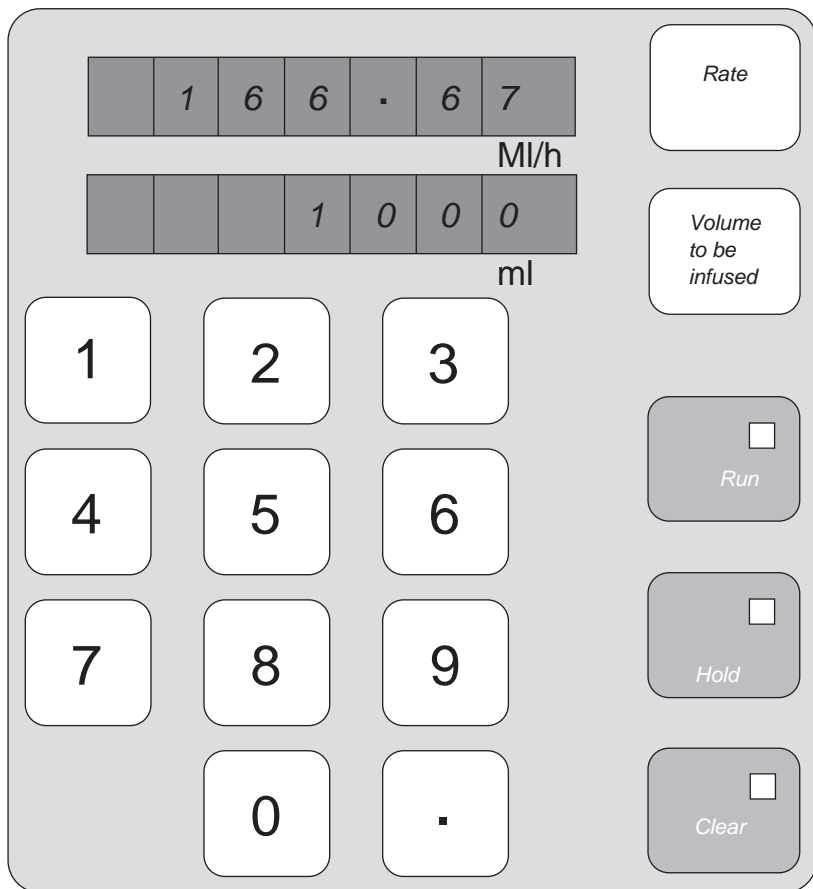 166.67
Rate
Ml/h
1000
ml
Volume
to be
infused
1 2 3
4 5 6
Run
7 8 9
Hold
0 .
Clear